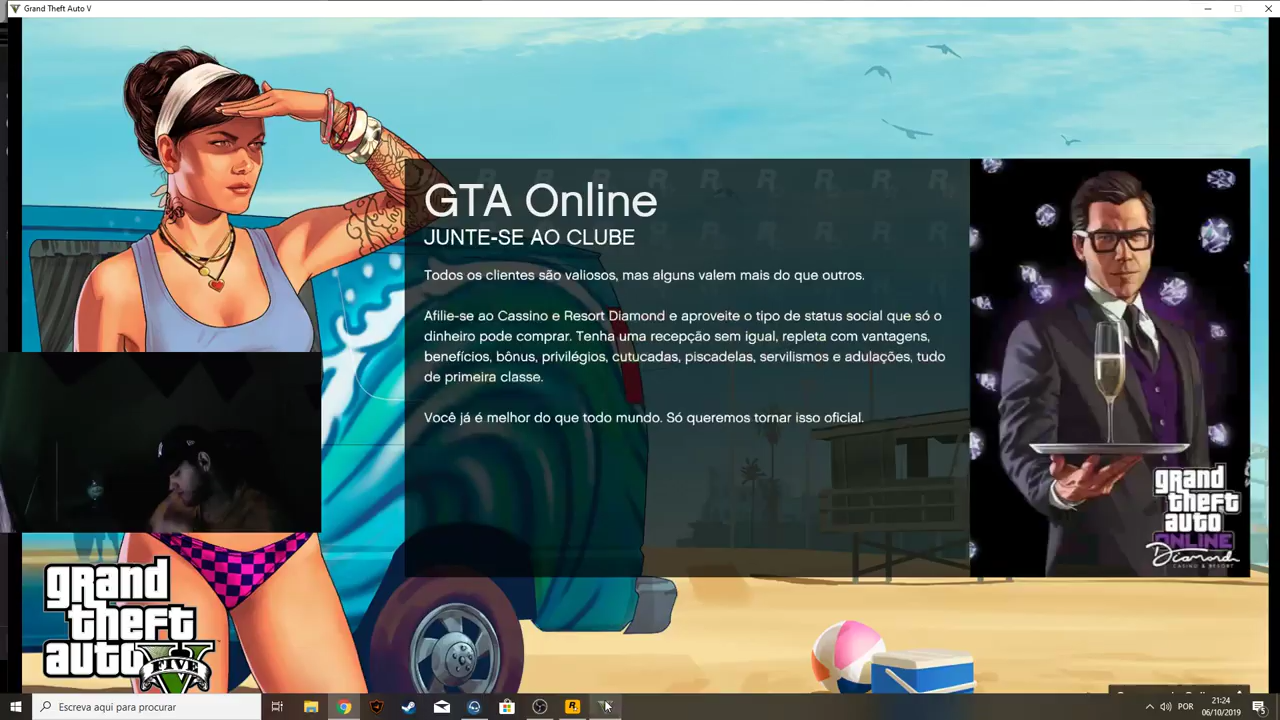 Grand Theft Auto V
GTA Online
JUNTE-SE AO CLUBE
Todos os clientes são valiosos, mas alguns valem mais do que outros.
Afilie-se ao Cassino e Resort Diamond e aproveite o tipo de status social que só o
dinheiro pode comprar. Tenha uma recepção sem igual, repleta com vantagens,
benefícios, bônus, privilégios, cutucadas, piscadelas, servilismos e adulações, tudo
de primeira classe.
Você já é melhor do que todo mundo. Só queremos tornar isso oficial.
grand
theft
auto
ONLINE
Diamond
CASINO & RESORT
grand
theft
auto
V
FIVE
Escreva aqui para procurar
POR
21:24
06/10/2019
5